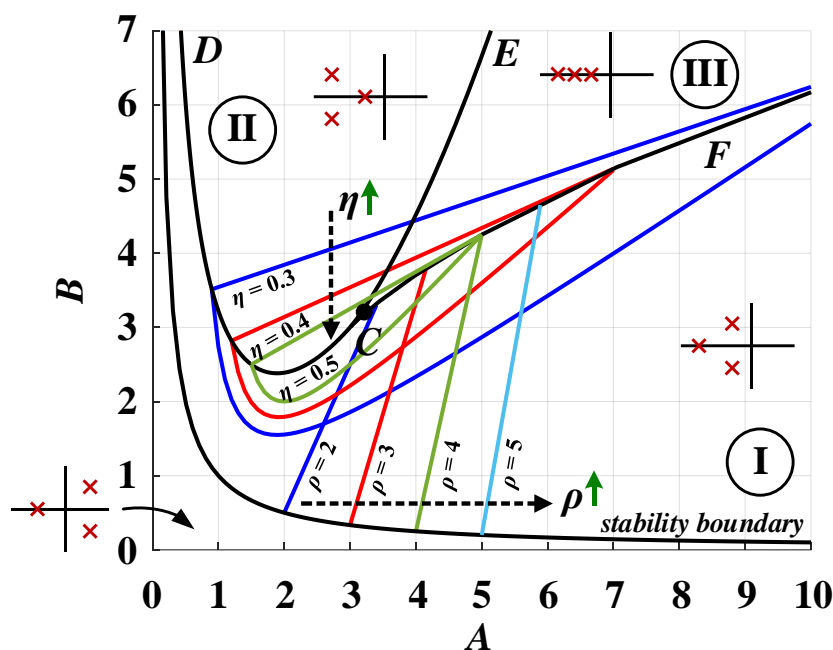 7
6
5
4
3
2
1
0
B
D
E
II
III
F
η
η = 0.3
η = 0.4
η = 0.5
C
ρ = 2
ρ = 3
ρ = 4
ρ = 5
I
ρ
stability boundary
0 1 2 3 4 5 6 7 8 9 10
A